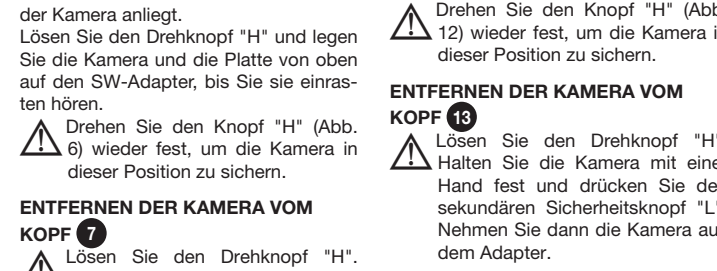 der Kamera anliegt.
Lösen Sie den Drehknopf "H" und legen
Sie die Kamera und die Platte von oben
auf den SW-Adapter, bis Sie sie einras-
ten hören.
Drehen Sie den Knopf "H" (Abb.
6) wieder fest, um die Kamera in
dieser Position zu sichern.
ENTFERNEN DER KAMERA VOM
KOPF 7
Lösen Sie den Drehknopf "H".
Drehen Sie den Knopf "H" (Abb
12) wieder fest, um die Kamera i
dieser Position zu sichern.
ENTFERNEN DER KAMERA VOM
KOPF 13
Lösen Sie den Drehknopf "H"
Halten Sie die Kamera mit eine
Hand fest und drücken Sie de
sekundären Sicherheitsknopf "L"
Nehmen Sie dann die Kamera au
dem Adapter.